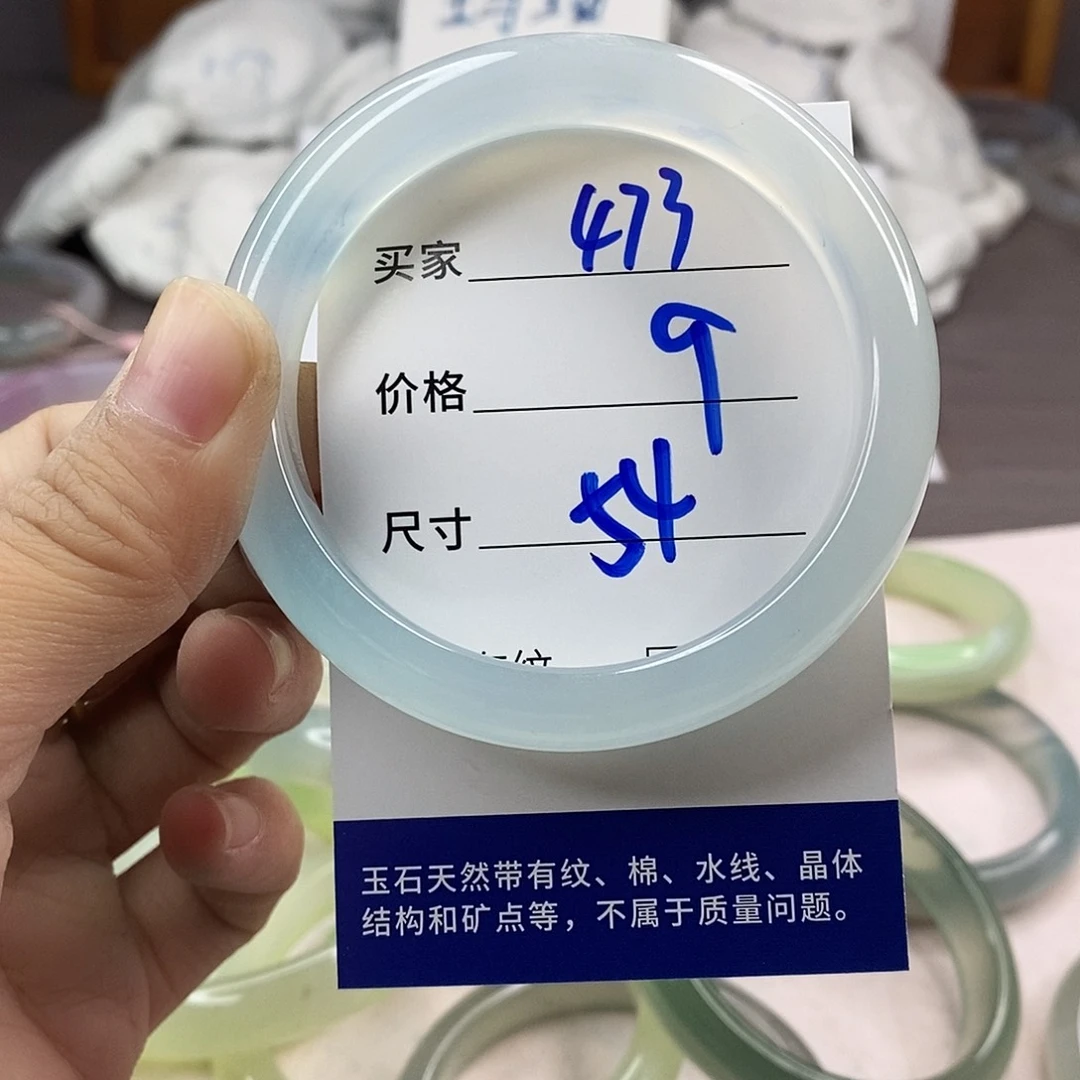 买家 473
价格 9
尺寸 54
玉石天然带有纹、棉、水线、晶体
结构和矿点等，不属于质量问题。